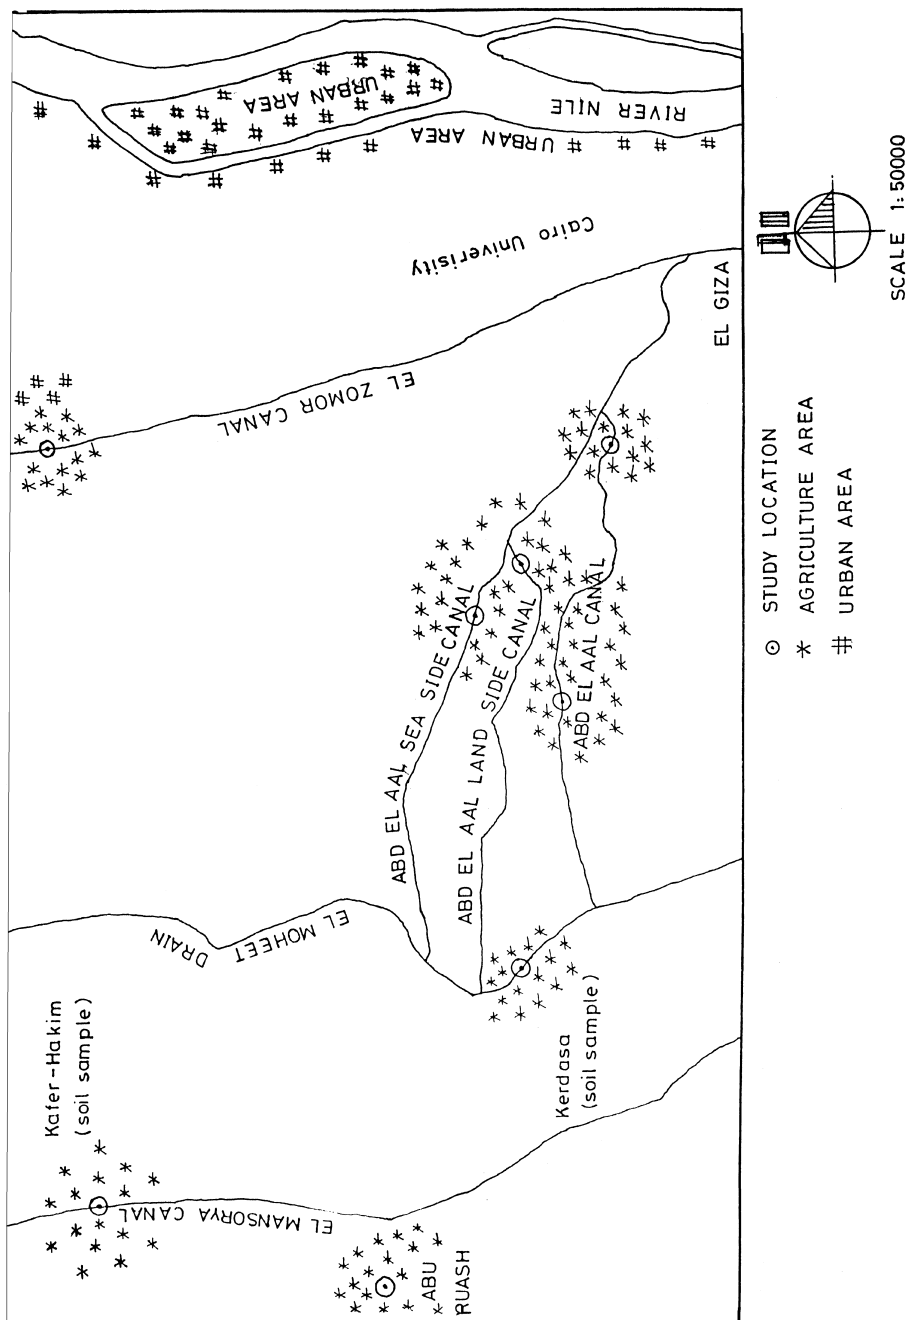 URBAN AREA
RIVER NILE
URBAN AREA
Cairo Univerisity
EL GIZA
EL ZOMOR CANAL
ABD EL AAL SEA SIDE CANAL
ABD EL AAL LAND SIDE CANAL
ABD EL AAL CANAL
EL MOHEET
DRAIN
Kafer-Hakim
(soil sample)
Kerdasa
(soil sample)
EL MANSORYA CANAL
ABU
RUASH
STUDY LOCATION
AGRICULTURE AREA
URBAN AREA
SCALE 1:50000